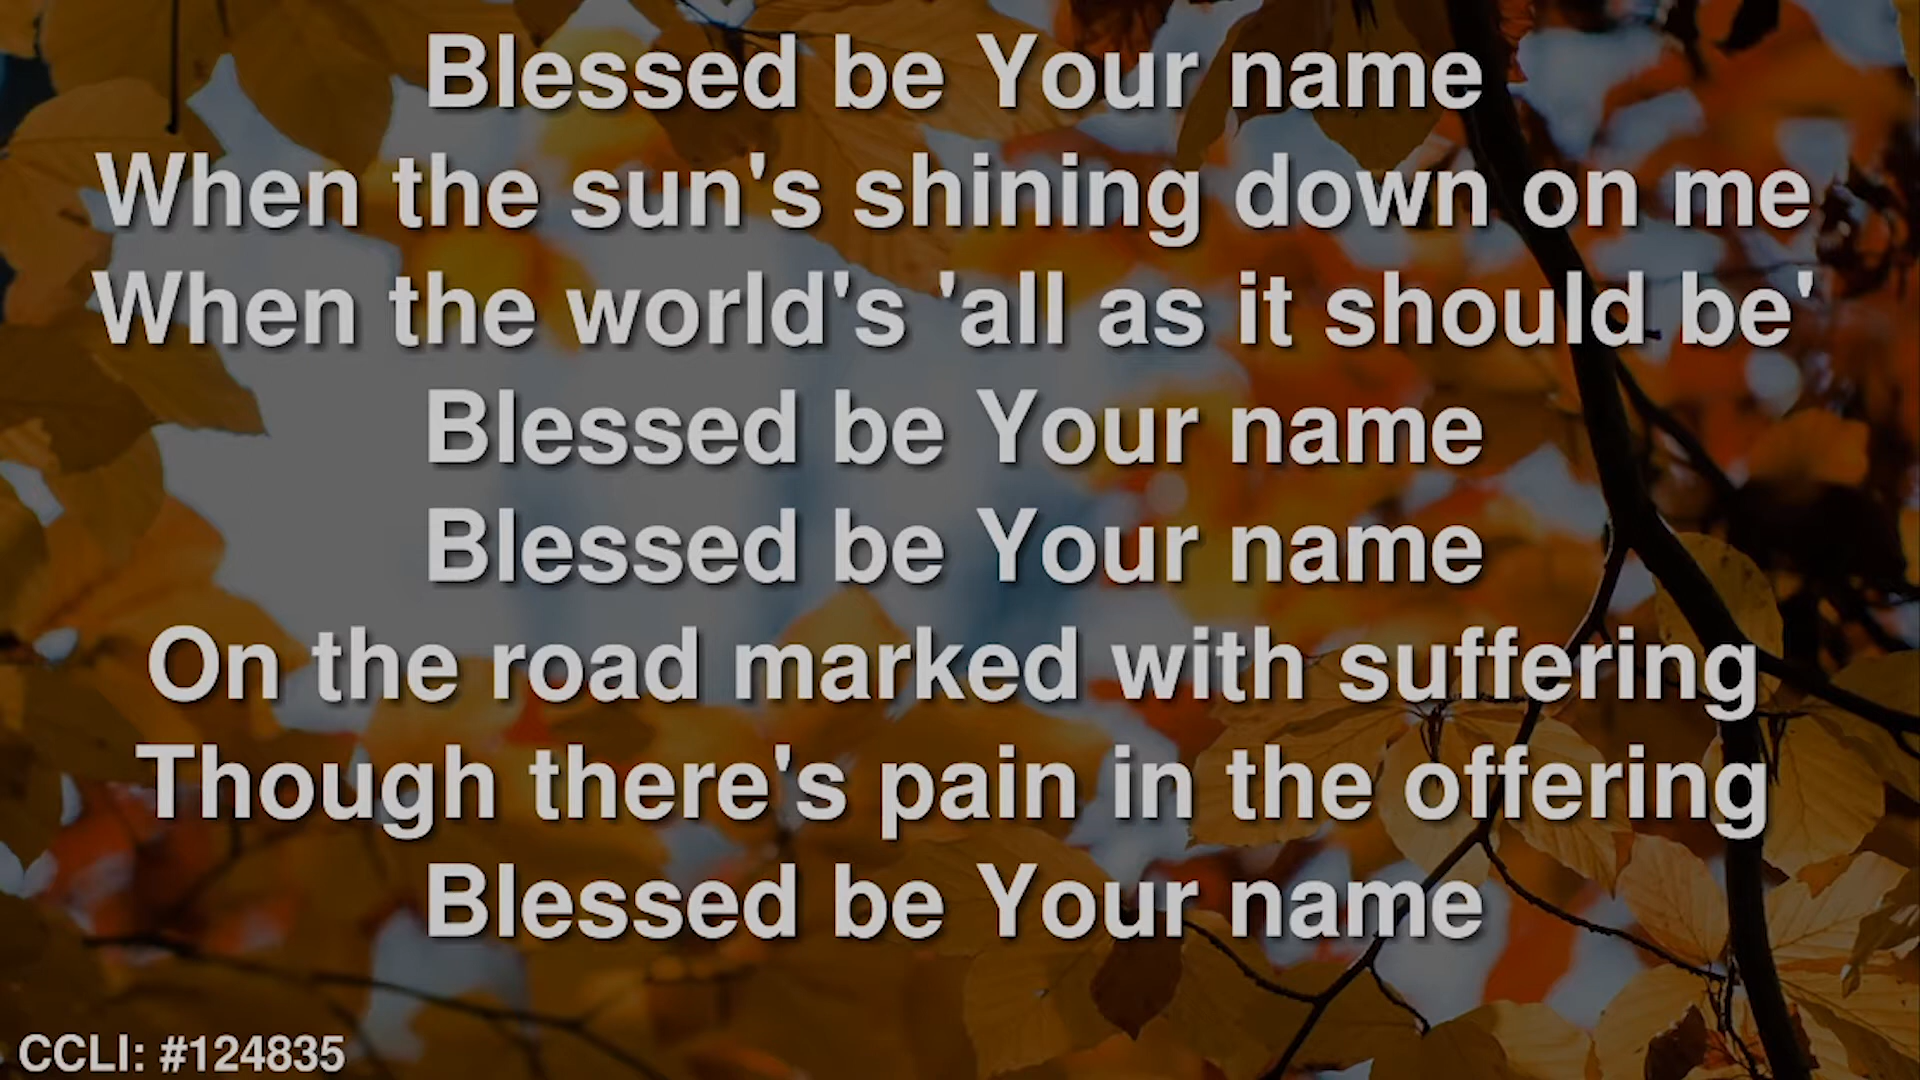 Blessed be Your name
When the sun's shining down on me
When the world's 'all as it should be'
Blessed be Your name
Blessed be Your name
On the road marked with suffering
Though there's pain in the offering
Blessed be Your name
CCLI: #124835